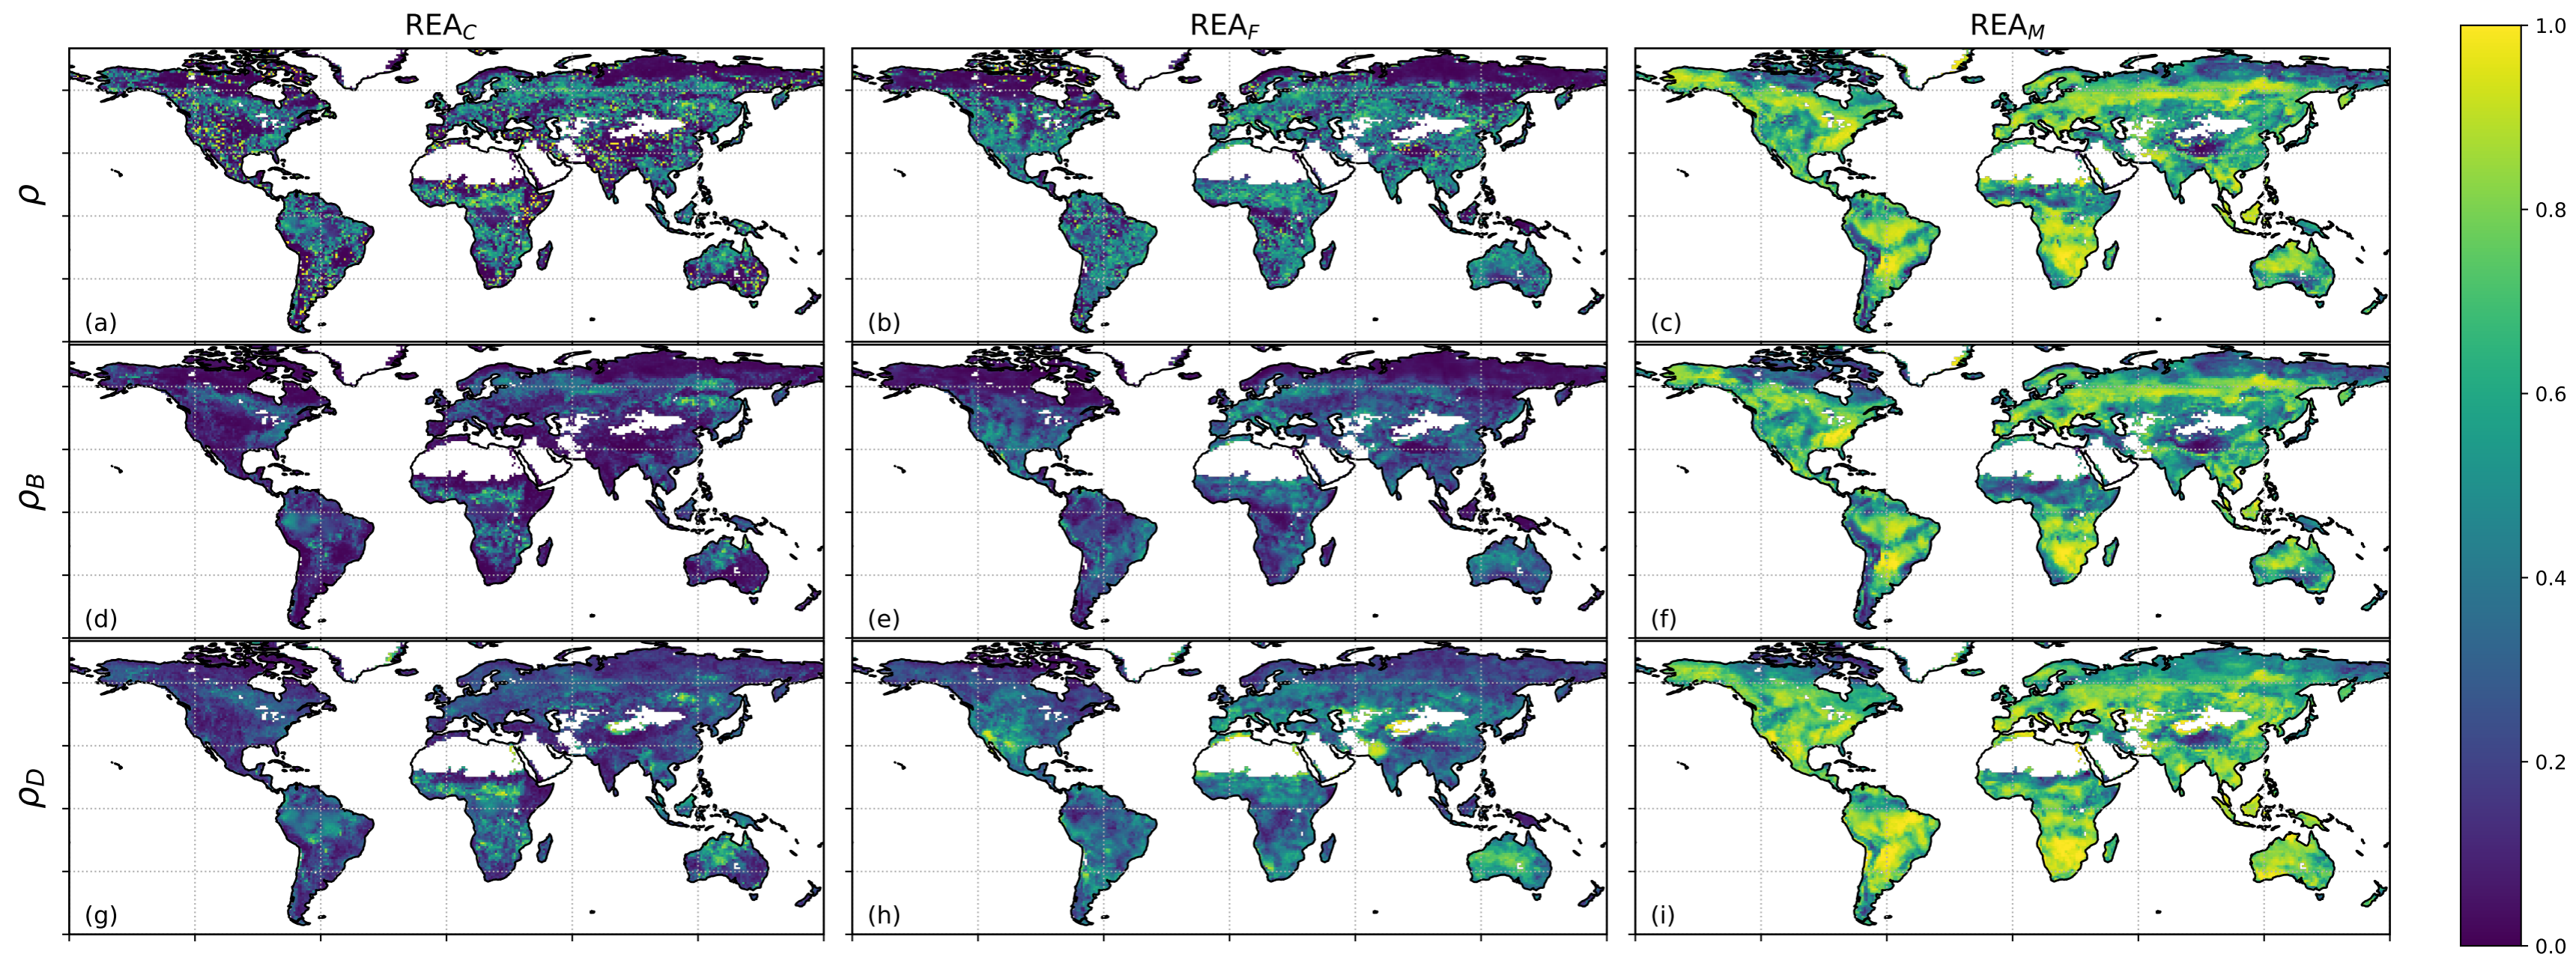 REA_C REA_F REA_M
1.0
ρ
(a) (b) (c)
0.8
0.6
ρ_B
(d) (e) (f)
0.4
0.2
ρ_D
(g) (h) (i)
0.0